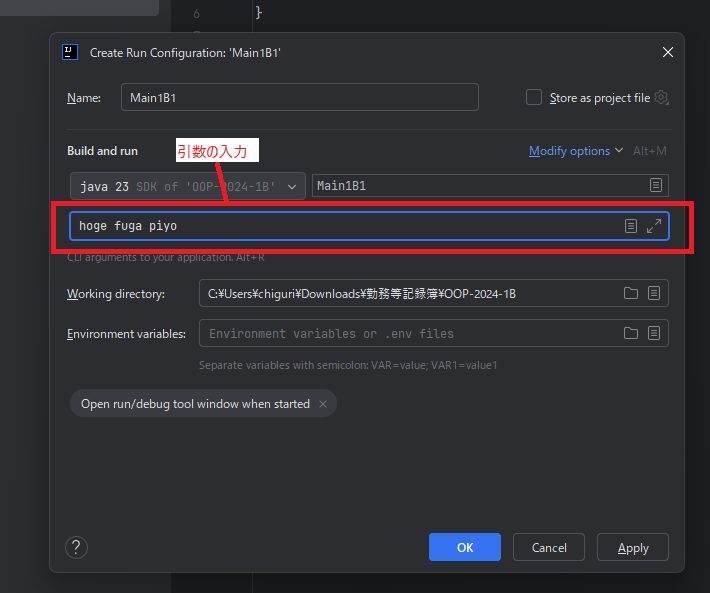 6 }
Create Run Configuration: 'Main1B1'
Name: Main1B1 Store as project file
Build and run 引数の入力 Modify options Alt+M
java 23 SDK of 'OOP-2024-1B' Main1B1
hoge fuga piyo
CLI arguments to your application. Alt+R
Working directory: C:¥Users¥chiguri¥Downloads¥勤務等記録簿¥OOP-2024-1B
Environment variables: Environment variables or .env files
Separate variables with semicolon: VAR=value; VAR1=value1
Open run/debug tool window when started ×
? OK Cancel Apply